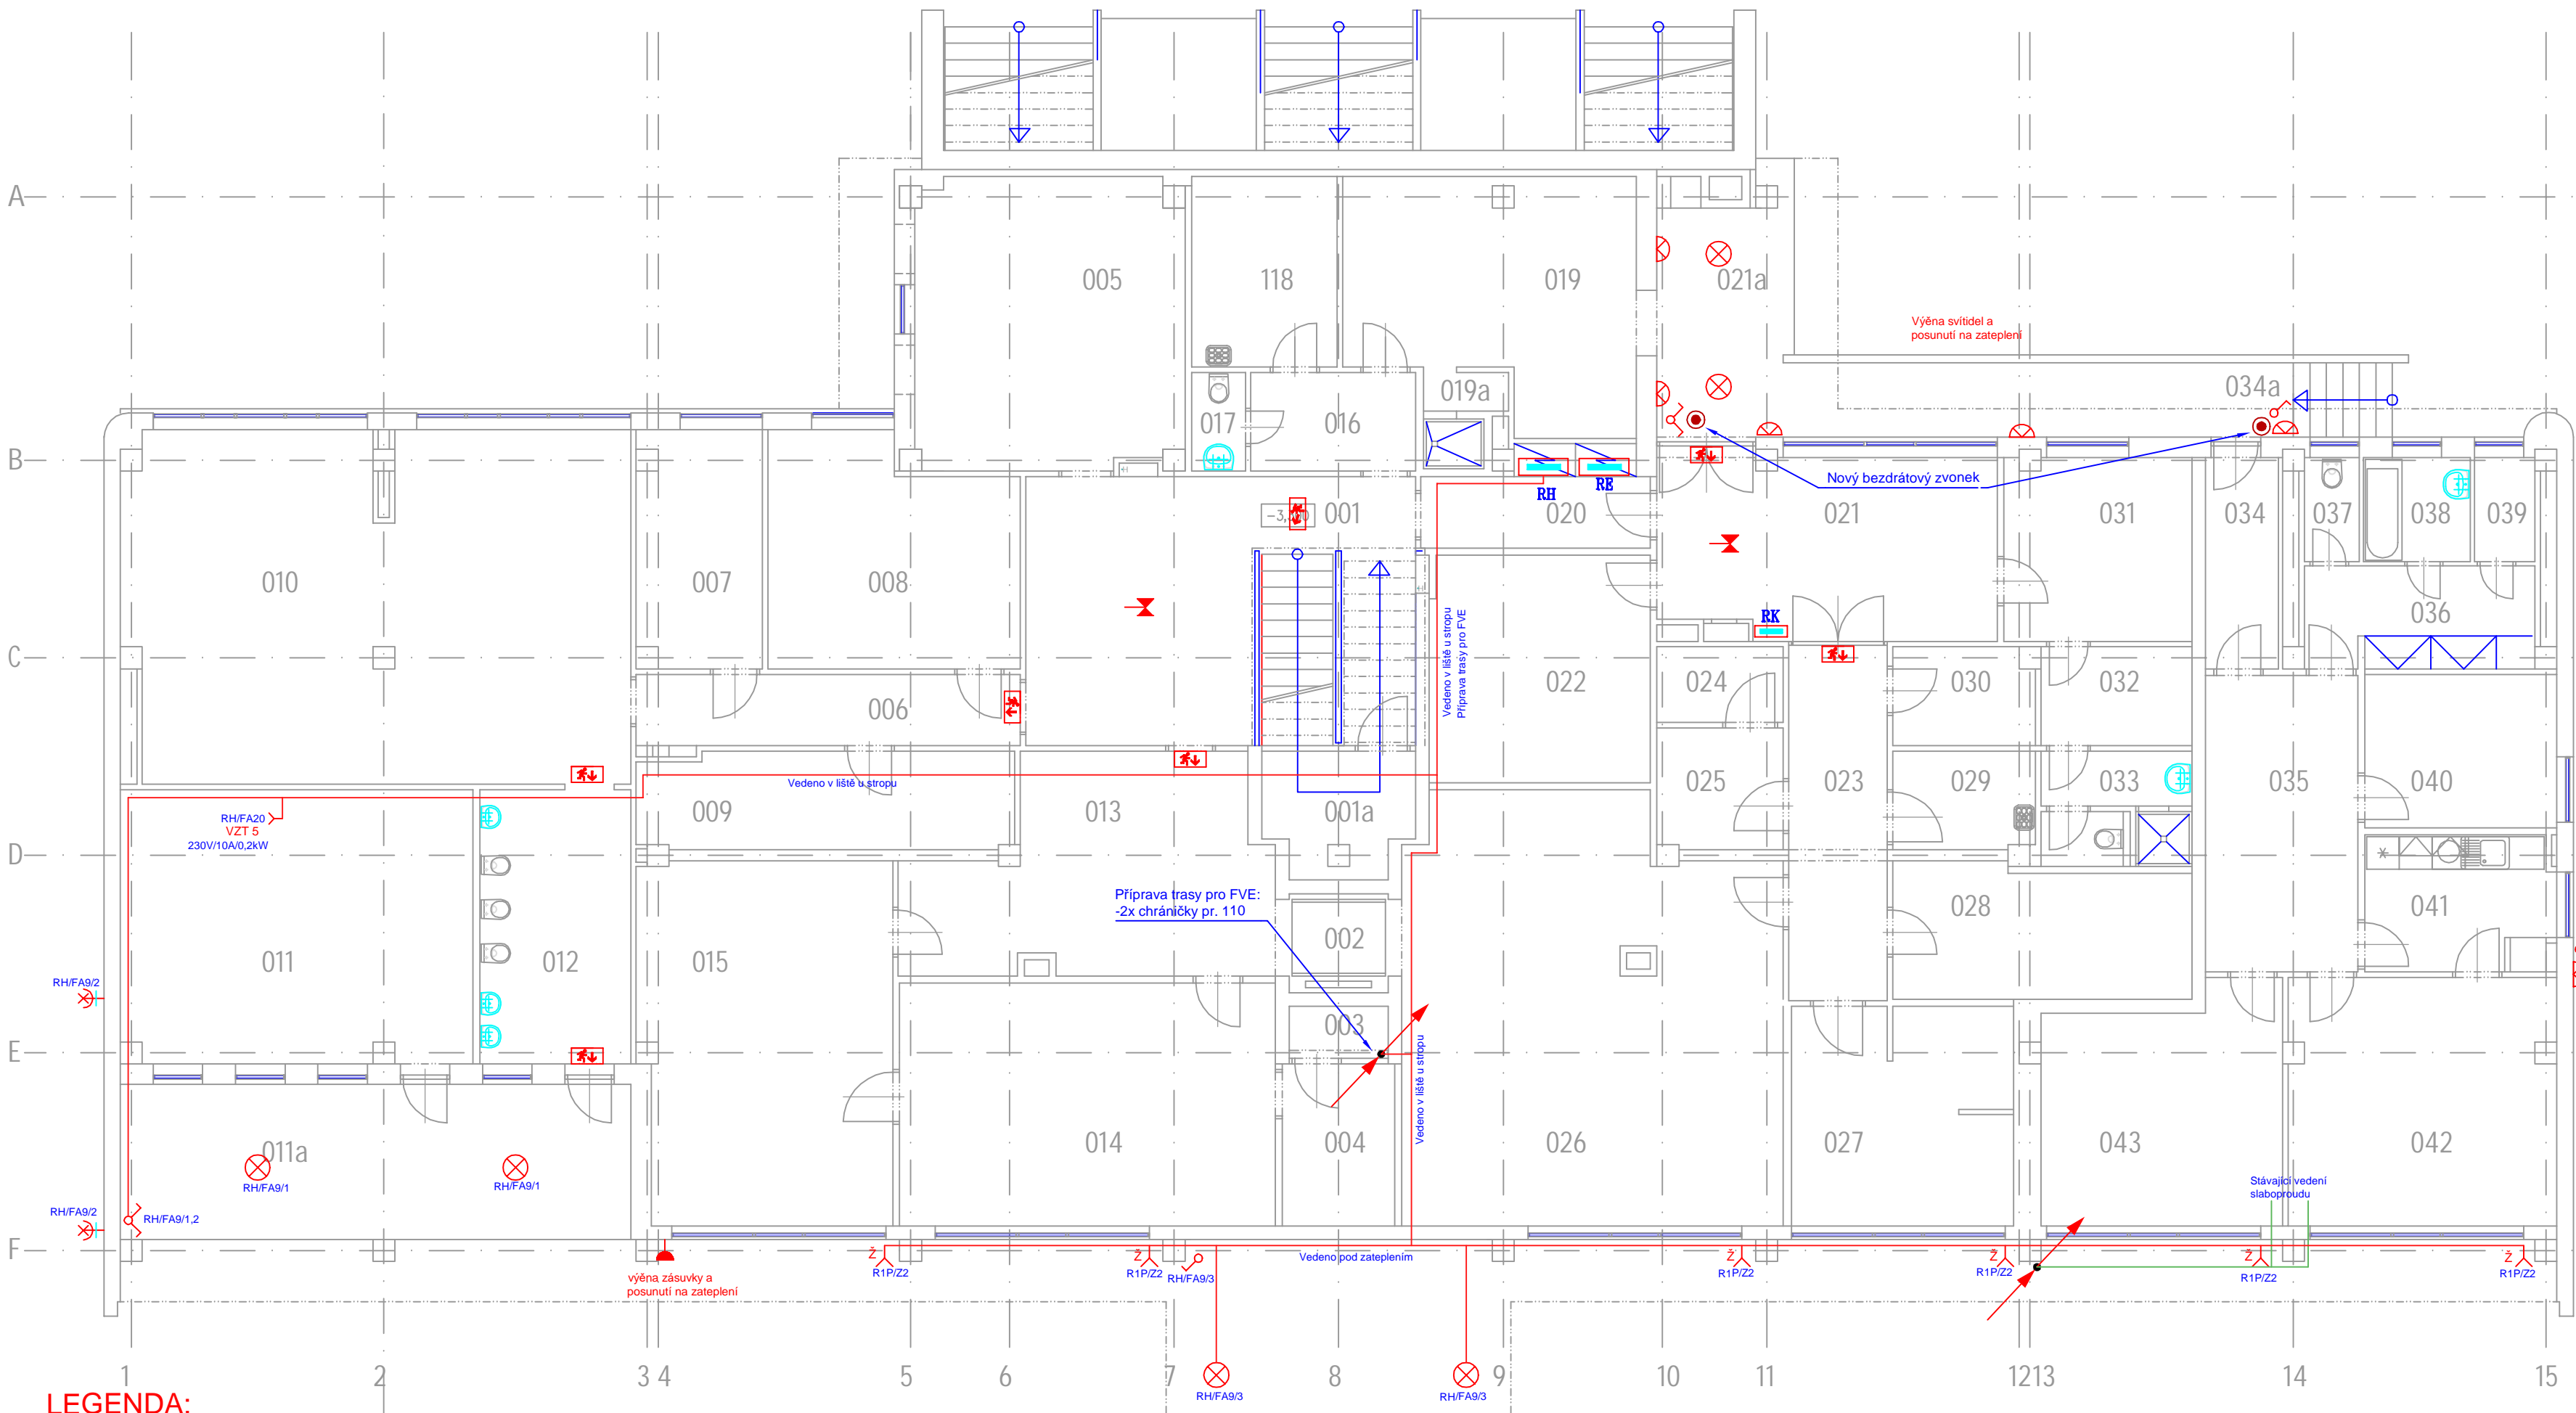 A
005
118
019
021a
Výěna svítidel a
posunutí na zateplení
017
016
019a
034a
B
RH
RE
Nový bezdrátový zvonek
-3,
001
020
021
031
034
037
038
039
010
007
008
036
RK
Vedeno v liště u stropu
Příprava trasy pro FVE
C
006
022
024
030
032
Vedeno v liště u stropu
009
013
001a
025
023
029
033
035
040
RH/FA20
VZT 5
230V/10A/0,2kW
D
Příprava trasy pro FVE:
-2x chráničky pr. 110
028
041
011
012
015
002
RH/FA9/2
003
E
Vedeno v liště u stropu
011a
014
004
026
027
043
042
RH/FA9/1
RH/FA9/1
Stávající vedení
slaboproudu
RH/FA9/2
RH/FA9/1,2
F
Ž
Ž
Ž
Ž
Ž
Ž
Vedeno pod zateplením
R1P/Z2
R1P/Z2
RH/FA9/3
R1P/Z2
R1P/Z2
R1P/Z2
R1P/Z2
výěna zásuvky a
posunutí na zateplení
1
2
3
4
5
6
7
8
9
10
11
12
13
14
15
RH/FA9/3
RH/FA9/3
LEGENDA: